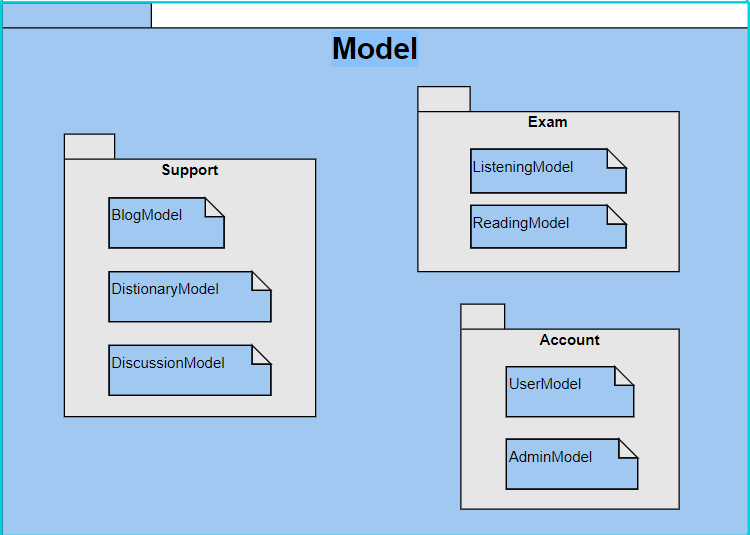 Model
Support
BlogModel
DistionaryModel
DiscussionModel
Exam
ListeningModel
ReadingModel
Account
UserModel
AdminModel